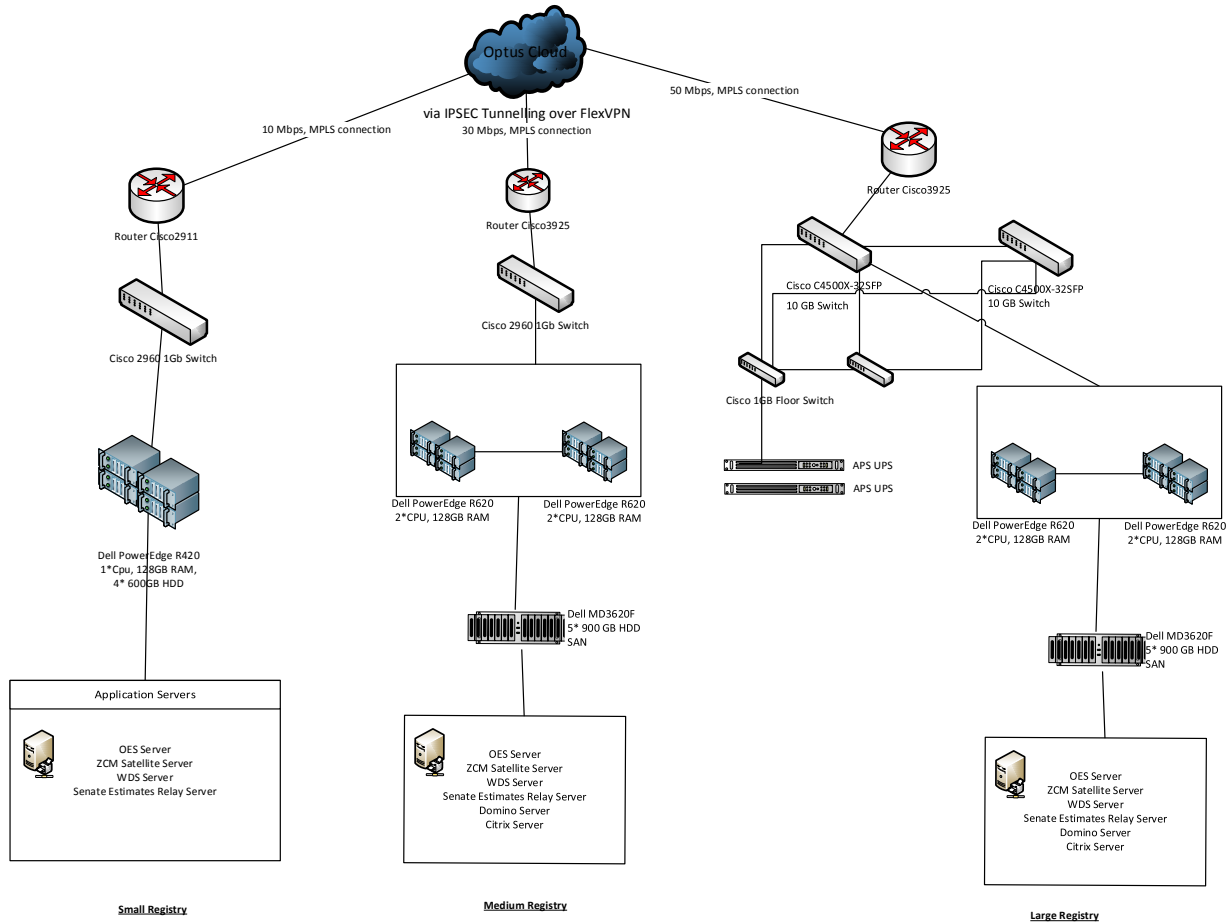 Optus Cloud
via IPSEC Tunnelling over FlexVPN
10 Mbps, MPLS connection
30 Mbps, MPLS connection
50 Mbps, MPLS connection
Router Cisco2911
Cisco 2960 1Gb Switch
Dell PowerEdge R420
1*Cpu, 128GB RAM,
4* 600GB HDD
Application Servers
OES Server
ZCM Satellite Server
WDS Server
Senate Estimates Relay Server
Small Registry
Router Cisco3925
Cisco 2960 1Gb Switch
Dell PowerEdge R620
2*CPU, 128GB RAM
Dell PowerEdge R620
2*CPU, 128GB RAM
Dell MD3620F
5* 900 GB HDD
SAN
OES Server
ZCM Satellite Server
WDS Server
Senate Estimates Relay Server
Domino Server
Citrix Server
Medium Registry
Router Cisco3925
Cisco C4500X-32SFP
10 GB Switch
Cisco C4500X-32SFP
10 GB Switch
Cisco 1GB Floor Switch
APS UPS
APS UPS
Dell PowerEdge R620
2*CPU, 128GB RAM
Dell PowerEdge R620
2*CPU, 128GB RAM
Dell MD3620F
5* 900 GB HDD
SAN
OES Server
ZCM Satellite Server
WDS Server
Senate Estimates Relay Server
Domino Server
Citrix Server
Large Registry